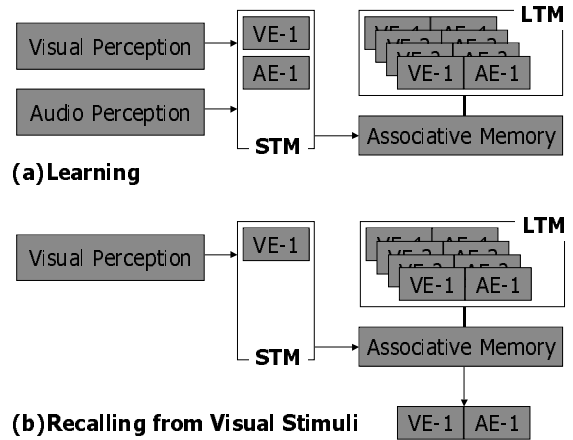 LTM
Visual Perception
VE-1
VE-1 AE-1
AE-1
Audio Perception
STM
Associative Memory
(a)Learning
LTM
Visual Perception
VE-1
VE-1 AE-1
STM
Associative Memory
(b)Recalling from Visual Stimuli
VE-1 AE-1